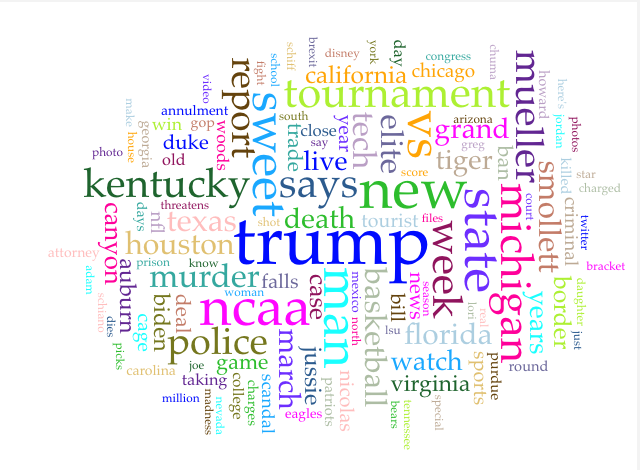 brexit
disney
york
day
congress
schiff
school
fight
report
california
chicago
chuma
video
make
tournament
mueller
howard
here's
jordan
photos
annulment
sweet
south
vs
arizona
georgia
win
gop
woods
trade
close
year
tech
elite
grand
house
duke
say
greg
photo
old
live
score
tiger
ban
smollett
killed
star
charged
kentucky
says
new
state
michigan
court
criminal
twitter
canyon
days
nfl
threatens
texas
shot
death
tourist
files
week
houston
trump
attorney
prison
know
bracket
adam
auburn
murder
falls
woman
man
mexico
north
basketball
news
season
lori
real
years
border
daughter
just
schiano
dies
cage
biden
deal
ncaa
case
bill
lsu
florida
picks
police
march
jussie
watch
sports
purdue
round
carolina
joe
game
taking
college
charges
scandal
patriots
nicolas
virginia
million
madness
nevada
eagles
bears
tennessee
special